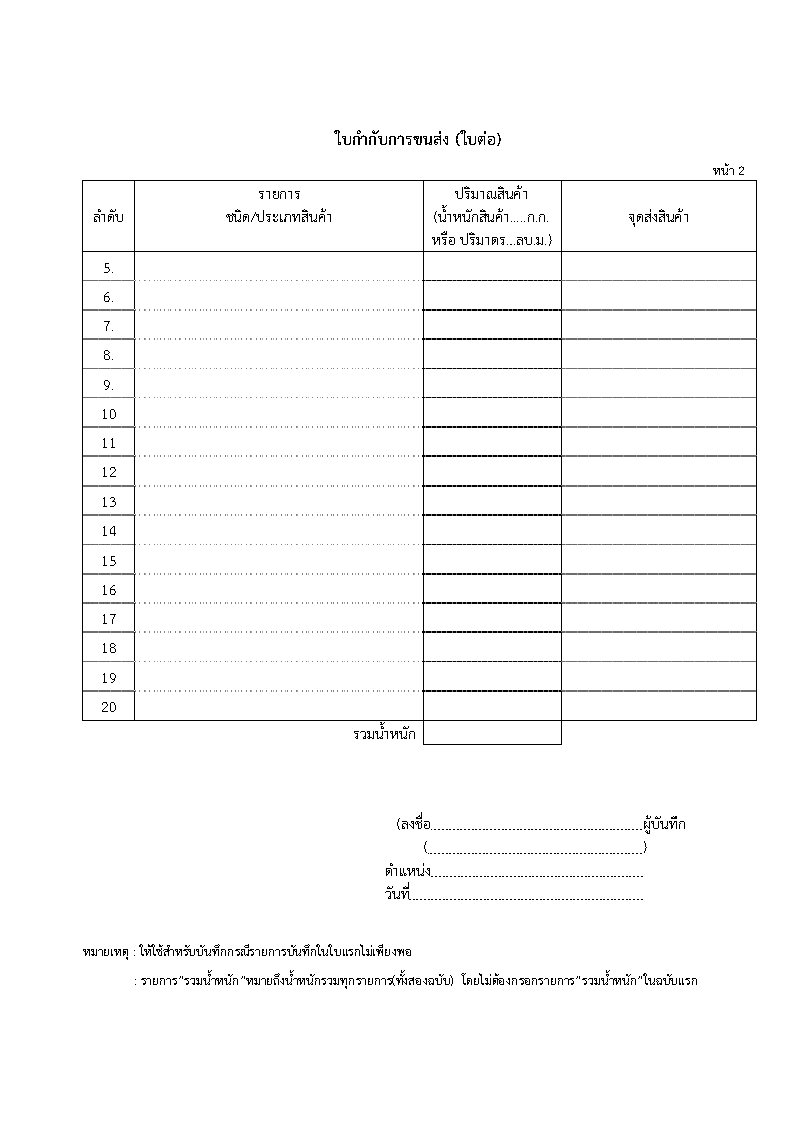 ใบกำกับการขนส่ง (ใบต่อ)
หน้า 2
ลำดับ
รายการ
ชนิด/ประเภทสินค้า
ปริมาณสินค้า
(น้ำหนักสินค้า.....ก.ก.
หรือ ปริมาตร...ลบ.ม.)
จุดส่งสินค้า
5.
6.
7.
8.
9.
10
11
12
13
14
15
16
17
18
19
20
รวมน้ำหนัก
(ลงชื่อ............................................ผู้บันทึก
(............................................)
ตำแหน่ง............................................
วันที่................................................
หมายเหตุ : ให้ใช้สำหรับบันทึกกรณีรายการบันทึกในใบแรกไม่เพียงพอ
: รายการ"รวมน้ำหนัก"หมายถึงน้ำหนักรวมทุกรายการ(ทั้งสองฉบับ) โดยไม่ต้องกรอกรายการ"รวมน้ำหนัก"ในฉบับแรก